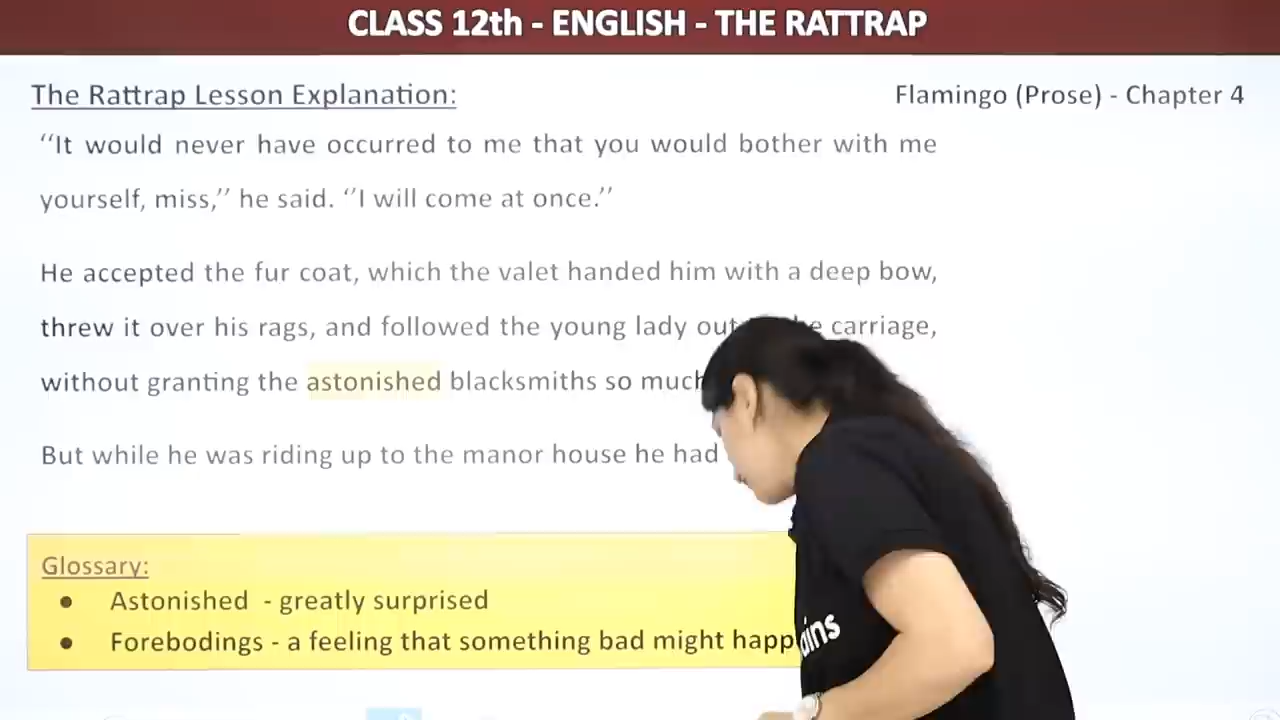 CLASS 12th - ENGLISH - THE RATTRAP
The Rattrap Lesson Explanation:
Flamingo (Prose) - Chapter 4
‘‘It would never have occurred to me that you would bother with me
yourself, miss,’’ he said. ‘‘I will come at once.’’
He accepted the fur coat, which the valet handed him with a deep bow,
threw it over his rags, and followed the young lady out carriage,
without granting the astonished blacksmiths so much
But while he was riding up to the manor house he had
Glossary:
● Astonished - greatly surprised
● Forebodings - a feeling that something bad might happ
ains